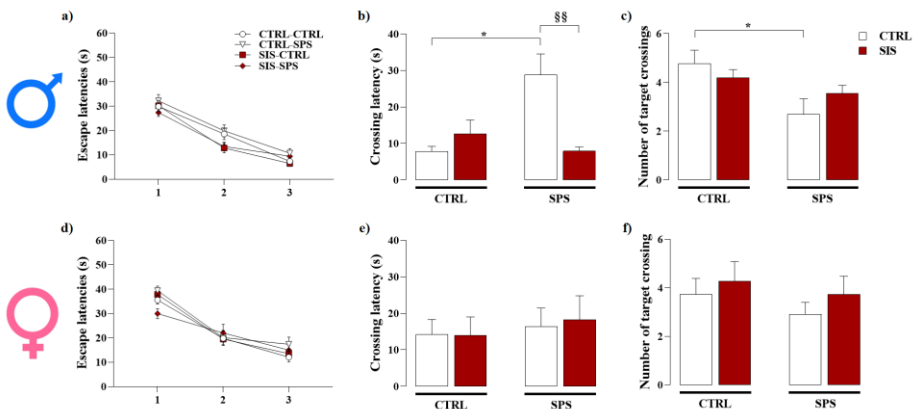 a)
Escape latencies (s)
60
50
40
30
20
10
0
1
2
3
CTRL-CTRL
CTRL-SPS
SIS-CTRL
SIS-SPS
b)
Crossing latency (s)
40
30
20
10
0
*
§§
CTRL
SPS
c)
Number of target crossings
6
4
2
0
*
CTRL
SPS
CTRL
SIS
d)
Escape latencies (s)
60
50
40
30
20
10
0
1
2
3
e)
Crossing latency (s)
40
30
20
10
0
CTRL
SPS
f)
Number of target crossing
6
4
2
0
CTRL
SPS